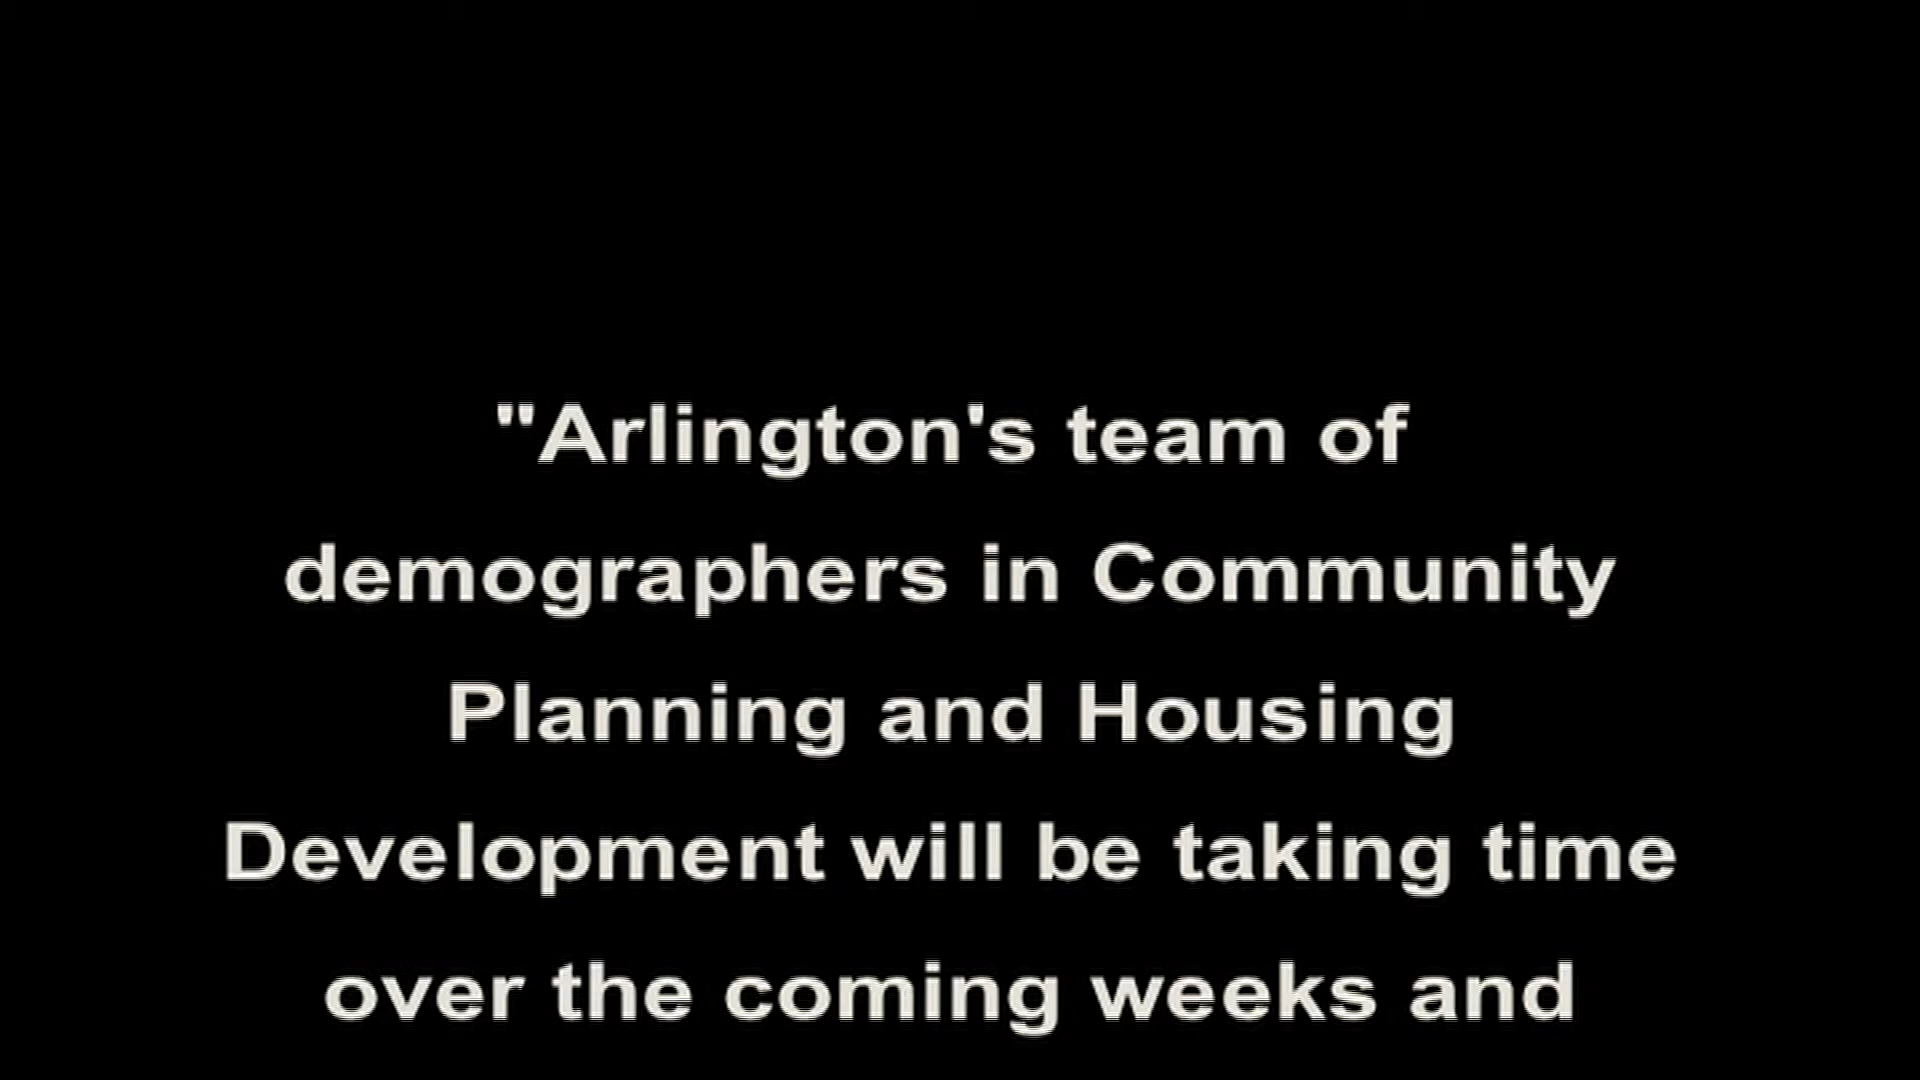 "Arlington's team of
demographers in Community
Planning and Housing
Development will be taking time
over the coming weeks and